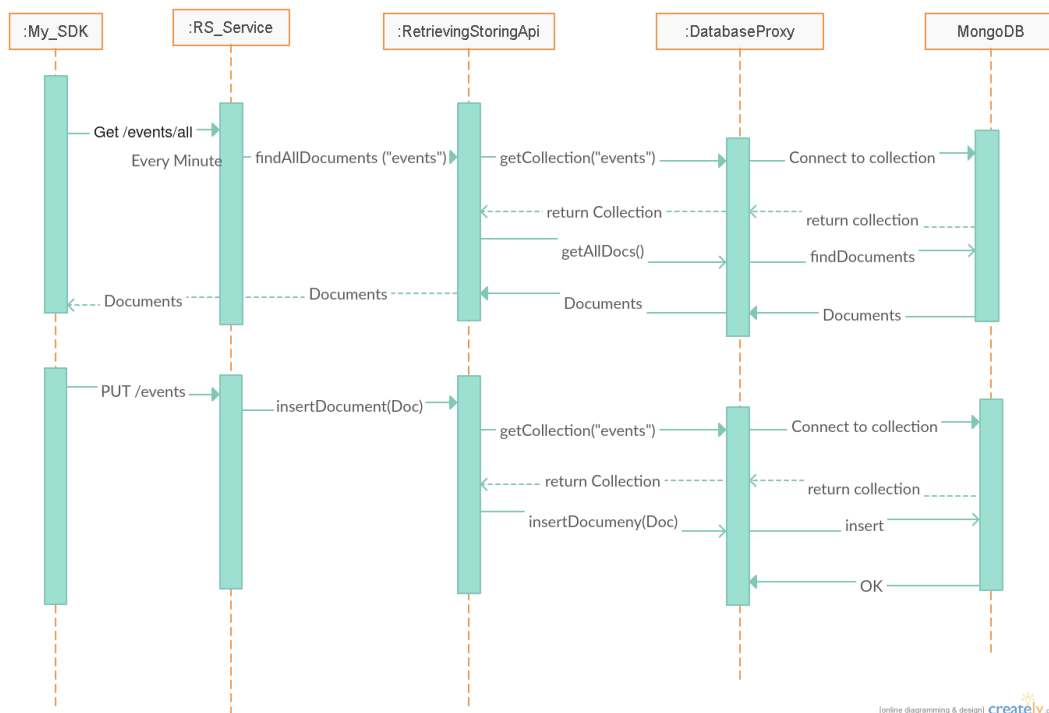 :My_SDK
:RS_Service
:RetrievingStoringApi
:DatabaseProxy
MongoDB
Get /events/all
Every Minute
findAllDocuments ("events")
getCollection("events")
Connect to collection
return Collection
return collection
getAllDocs()
findDocuments
Documents
Documents
Documents
Documents
PUT /events
insertDocument(Doc)
getCollection("events")
Connect to collection
return Collection
return collection
insertDocumeny(Doc)
insert
OK
[online diagramming & design] creately.c